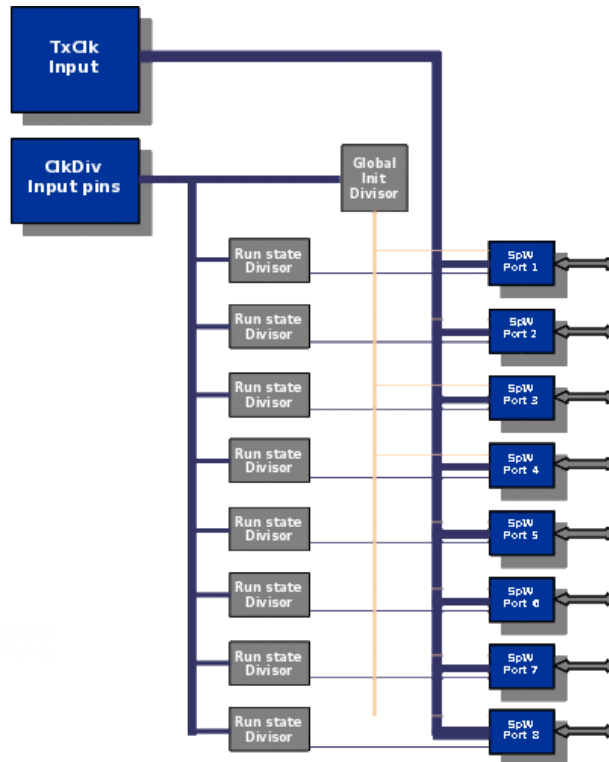 TxClk
Input
ClkDiv
Input pins
Global
Init
Divisor
Run state
Divisor
SpW
Port 1
Run state
Divisor
SpW
Port 2
Run state
Divisor
SpW
Port 3
Run state
Divisor
SpW
Port 4
Run state
Divisor
SpW
Port 5
Run state
Divisor
SpW
Port 6
Run state
Divisor
SpW
Port 7
Run state
Divisor
SpW
Port 8